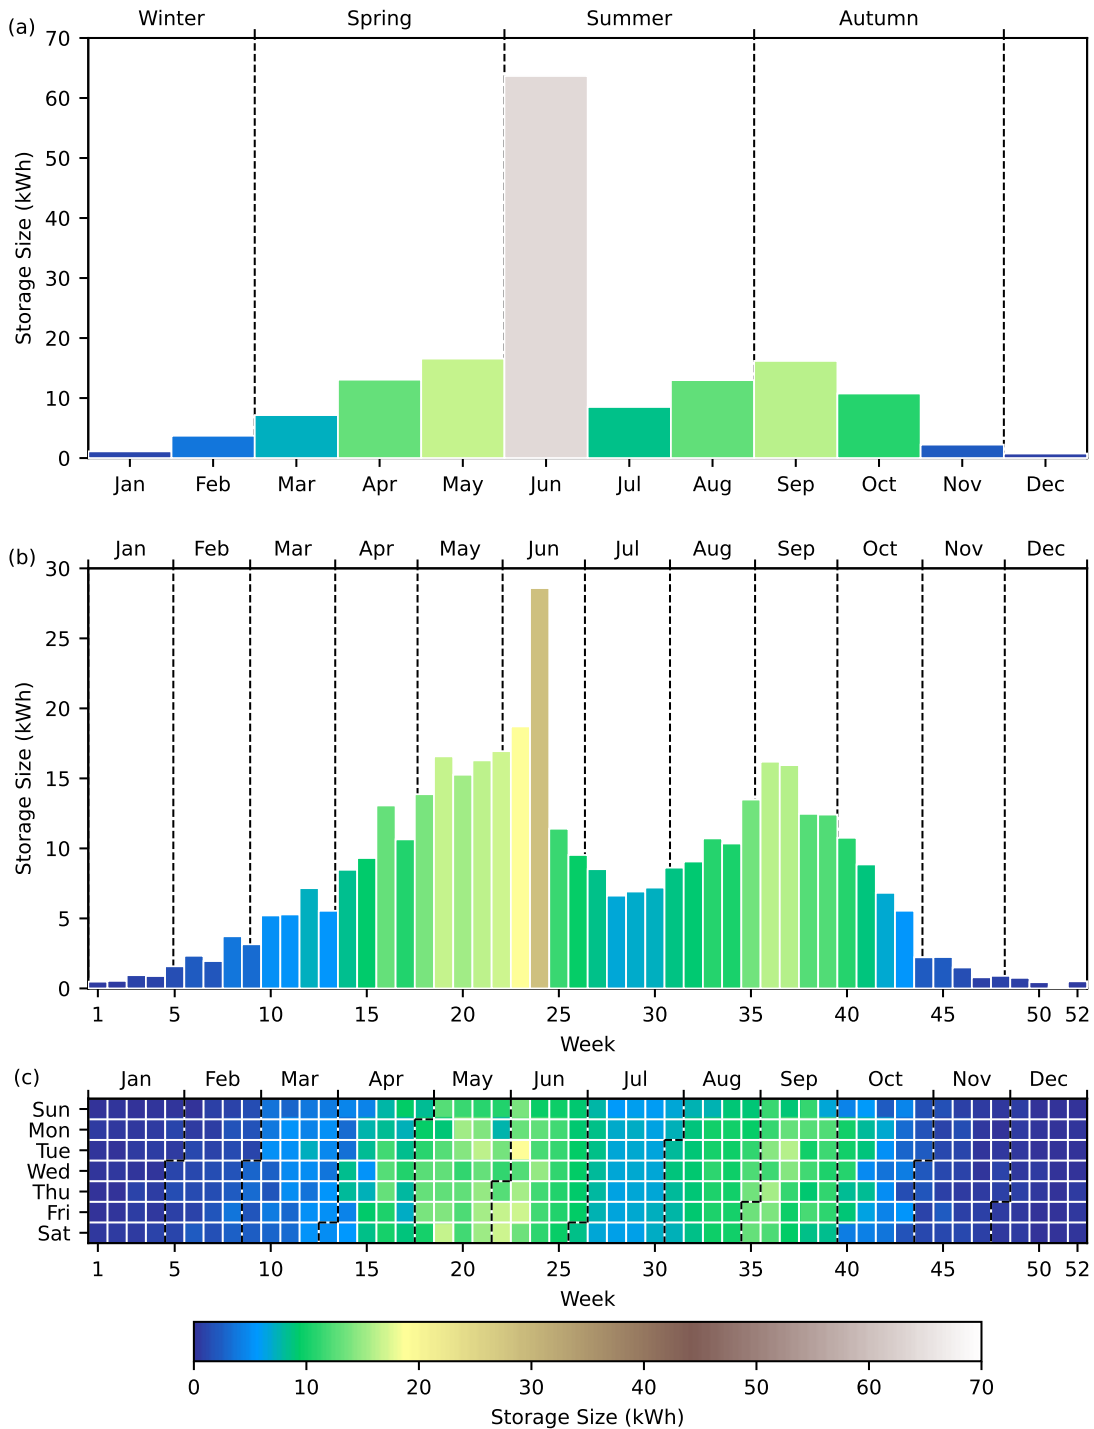 (a)
Winter Spring Summer Autumn
70
60
50
40
30
20
10
0
Storage Size (kWh)
Jan Feb Mar Apr May Jun Jul Aug Sep Oct Nov Dec
(b)
Jan Feb Mar Apr May Jun Jul Aug Sep Oct Nov Dec
30
25
20
15
10
5
0
Storage Size (kWh)
1 5 10 15 20 25 30 35 40 45 50 52
Week
(c)
Jan Feb Mar Apr May Jun Jul Aug Sep Oct Nov Dec
Sun
Mon
Tue
Wed
Thu
Fri
Sat
1 5 10 15 20 25 30 35 40 45 50 52
Week
0 10 20 30 40 50 60 70
Storage Size (kWh)